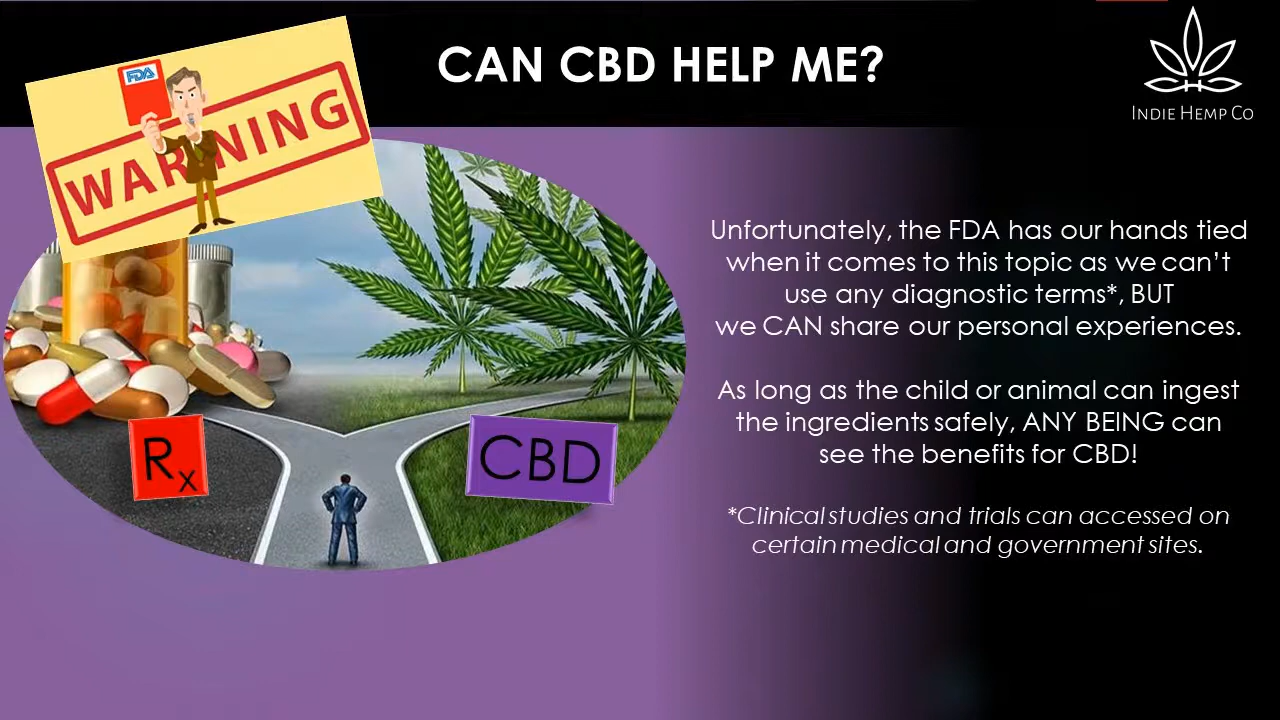 CAN CBD HELP ME?
INDIE HEMP CO
FDA
WARNING
Unfortunately, the FDA has our hands tied
when it comes to this topic as we can't
use any diagnostic terms*, BUT
we CAN share our personal experiences.
As long as the child or animal can ingest
the ingredients safely, ANY BEING can
see the benefits for CBD!
*Clinical studies and trials can accessed on
certain medical and government sites.
Rx
CBD